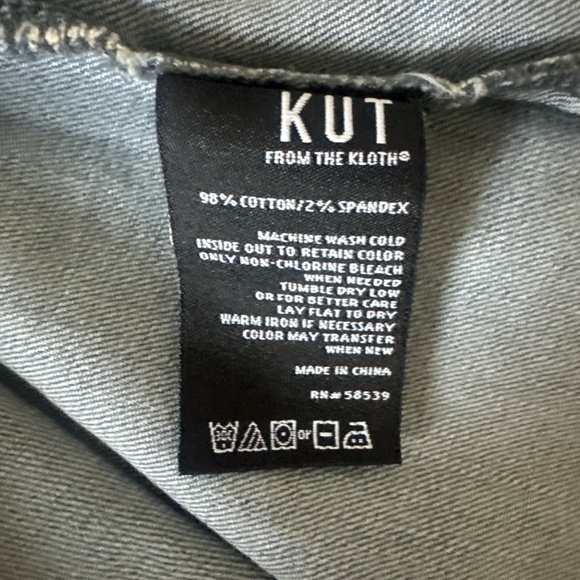 KUT
FROM THE KLOTH®
98% COTTON/2% SPANDEX
MACHINE WASH COLD
INSIDE OUT TO RETAIN COLOR
ONLY NON-CHLORINE BLEACH
WHEN NEEDED
TUMBLE DRY LOW
OR FOR BETTER CARE
LAY FLAT TO DRY
WARM IRON IF NECESSARY
COLOR MAY TRANSFER
WHEN NEW
MADE IN CHINA
RN# 58539
30C or